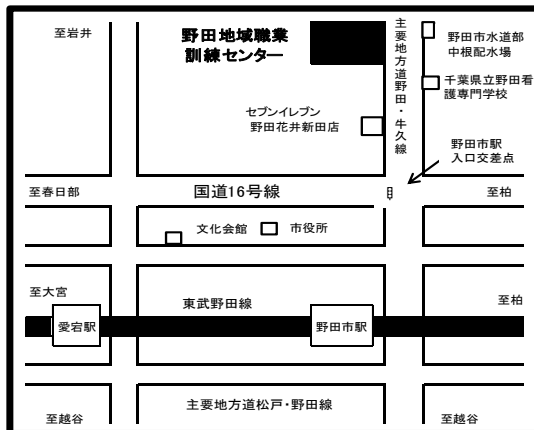 至岩井
野田地域職業
訓練センター
主要地方道野田・牛久線
野田市水道部
中根配水場
千葉県立野田看
護専門学校
セブンイレブン
野田花井新田店
野田市駅
入口交差点
至春日部
国道16号線
至柏
文化会館
市役所
至大宮
東武野田線
至柏
愛宕駅
野田市駅
主要地方道松戸・野田線
至越谷
至越谷